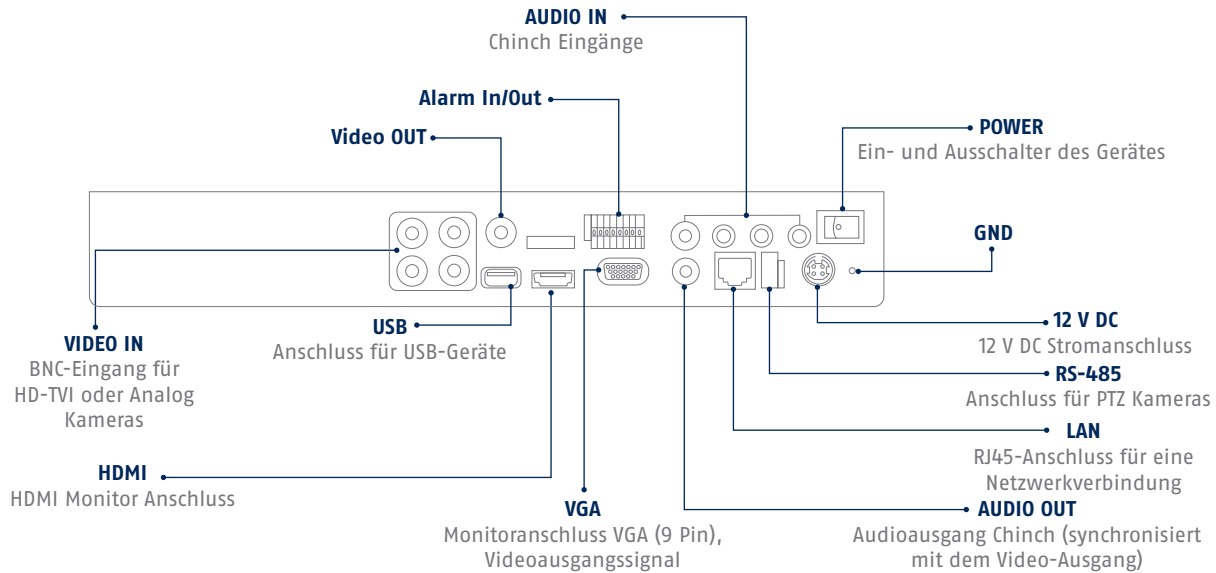 AUDIO IN
Chinch Eingänge
Alarm In/Out
Video OUT
POWER
Ein- und Ausschalter des Gerätes
GND
VIDEO IN
BNC-Eingang für
HD-TVI oder Analog
Kameras
USB
Anschluss für USB-Geräte
12 V DC
12 V DC Stromanschluss
RS-485
Anschluss für PTZ Kameras
LAN
RJ45-Anschluss für eine
Netzwerkverbindung
HDMI
HDMI Monitor Anschluss
VGA
Monitoranschluss VGA (9 Pin),
Videoausgangssignal
AUDIO OUT
Audioausgang Chinch (synchronisiert
mit dem Video-Ausgang)